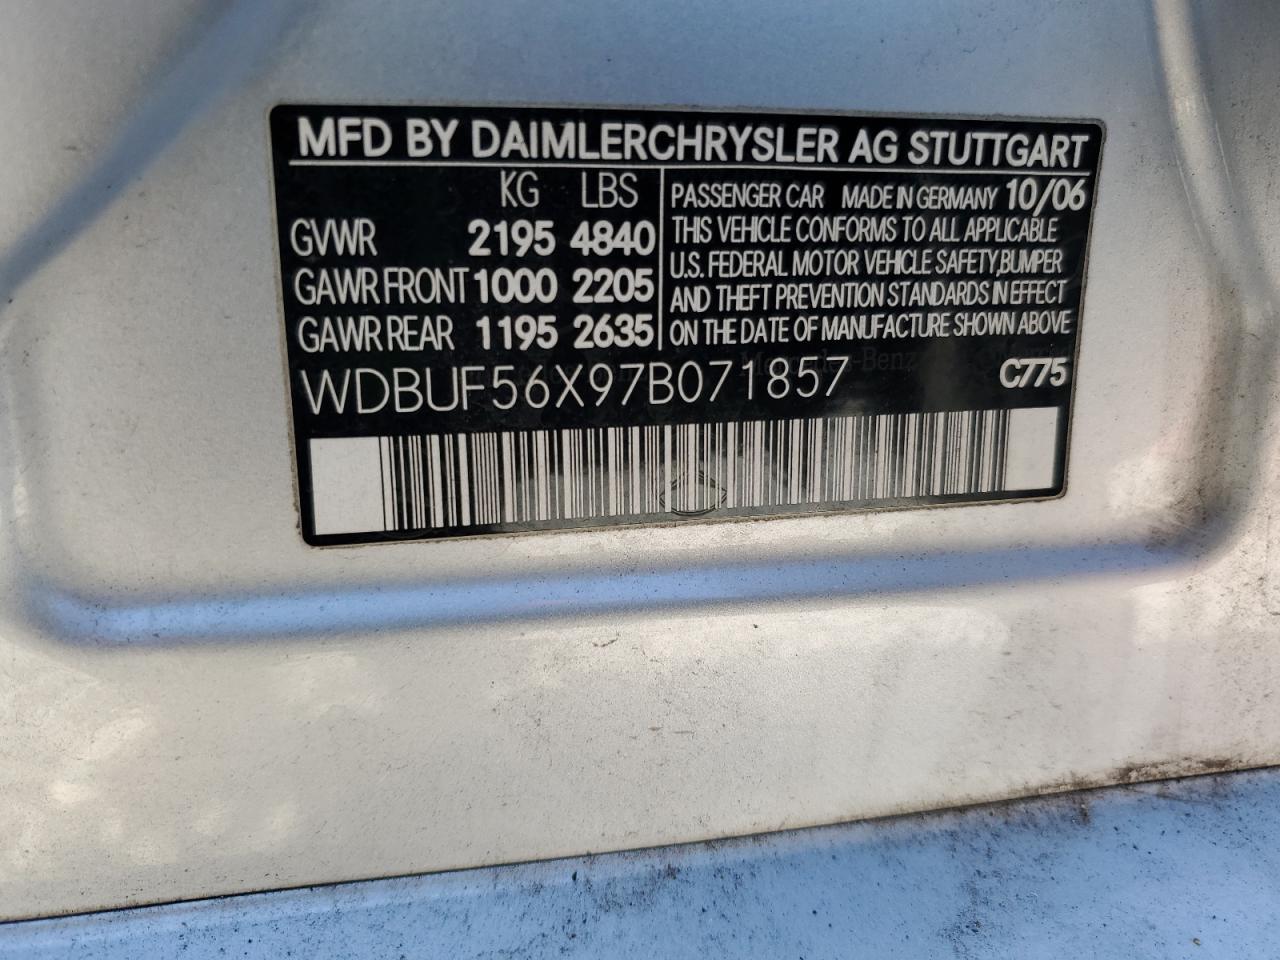 MFD BY DAIMLERCHRYSLER AG STUTTGART
KG LBS
GVWR 2195 4840
GAWR FRONT 1000 2205
GAWR REAR 1195 2635
PASSENGER CAR MADE IN GERMANY 10/06
THIS VEHICLE CONFORMS TO ALL APPLICABLE
U.S. FEDERAL MOTOR VEHICLE SAFETY,BUMPER
AND THEFT PREVENTION STANDARDS IN EFFECT
ON THE DATE OF MANUFACTURE SHOWN ABOVE
Mercedes-Benz
WDBUF56X97B071857 C775